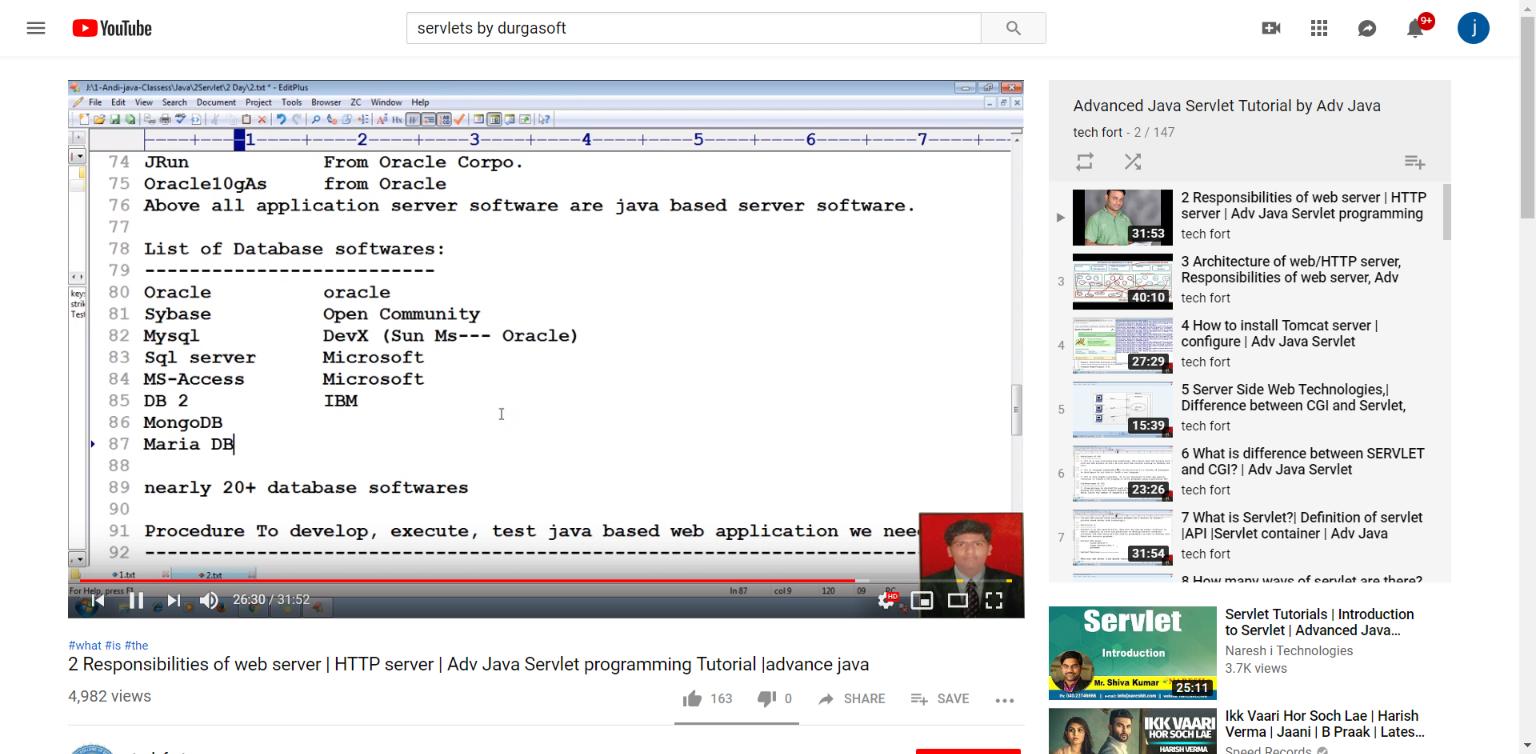 YouTube
servlets by durgasoft
9+
j
J:\1-Andi-java-Classess\Java\2Servlet\2 Day\2.txt * - EditPlus
File Edit View Search Document Project Tools Browser ZC Window Help
----+----1----+----2----+----3----+----4----+----5----+----6----+----7----+-
74 JRun From Oracle Corpo.
75 Oracle10gAs from Oracle
76 Above all application server software are java based server software.
77
78 List of Database softwares:
79 --------------------------
80 Oracle oracle
81 Sybase Open Community
82 Mysql DevX (Sun Ms--- Oracle)
83 Sql server Microsoft
84 MS-Access Microsoft
85 DB 2 IBM
86 MongoDB
87 Maria DB
88
89 nearly 20+ database softwares
90
91 Procedure To develop, execute, test java based web application we nee
92 ---------------------------------------------------------------------
1.txt 2.txt
For Help, press F1 ln 87 col 9 120 09 PC
26:30 / 31:52
HD
#what #is #the
2 Responsibilities of web server | HTTP server | Adv Java Servlet programming Tutorial |advance java
4,982 views
163 0 SHARE SAVE
Advanced Java Servlet Tutorial by Adv Java
tech fort - 2 / 147
2 Responsibilities of web server | HTTP
server | Adv Java Servlet programming
tech fort
31:53
3
3 Architecture of web/HTTP server,
Responsibilities of web server, Adv
tech fort
40:10
4
4 How to install Tomcat server |
configure | Adv Java Servlet
tech fort
27:29
5
5 Server Side Web Technologies,|
Difference between CGI and Servlet,
tech fort
15:39
6
6 What is difference between SERVLET
and CGI? | Adv Java Servlet
tech fort
23:26
7
7 What is Servlet?| Definition of servlet
|API |Servlet container | Adv Java
tech fort
31:54
8 How many ways of servlet are there?
Servlet
Introduction
Mr. Shiva Kumar
25:11
Servlet Tutorials | Introduction
to Servlet | Advanced Java...
Naresh i Technologies
3.7K views
IKK VAARI
HOR SOCH LAE
HARISH
VERMA
Ikk Vaari Hor Soch Lae | Harish
Verma | Jaani | B Praak | Lates...
Speed Records